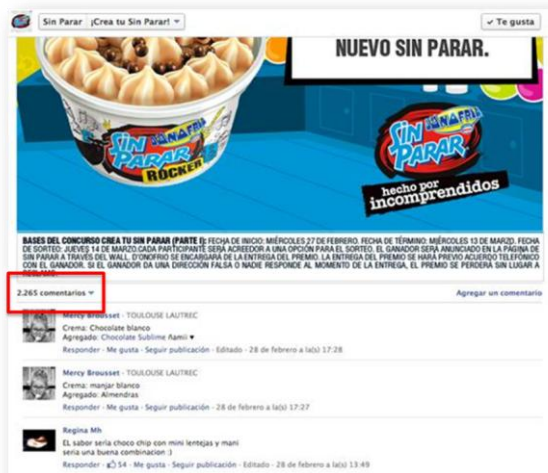 Sin Parar ¡Crea tu Sin Parar!
Te gusta
NUEVO SIN PARAR.
SIN
PARAR
ROCKER
SIN
PARAR
hecho por
incomprendidos
BASES DEL CONCURSO CREA TU SIN PARAR (PARTE I): FECHA DE INICIO: MIÉRCOLES 27 DE FEBRERO. FECHA DE TÉRMINO: MIÉRCOLES 13 DE MARZO. FECHA
DE SORTEO: JUEVES 14 DE MARZO.CADA PARTICIPANTE SERÁ ACREEDOR A UNA OPCIÓN PARA EL SORTEO. EL GANADOR SERÁ ANUNCIADO EN LA PÁGINA DE
SIN PARAR A TRAVÉS DEL WALL. D'ONOFRIO SE ENCARGARÁ DE LA ENTREGA DEL PREMIO. LA ENTREGA DEL PREMIO SE HARÁ PREVIO ACUERDO TELEFÓNICO
CON EL GANADOR. SI EL GANADOR DA UNA DIRECCIÓN FALSA O NADIE RESPONDE AL MOMENTO DE LA ENTREGA, EL PREMIO SE PERDERÁ SIN LUGAR A
RECLAMO.
2.265 comentarios
Agregar un comentario
Mercy Brousset · TOULOUSE LAUTREC
Crema: Chocolate blanco
Agregado: Chocolate Sublime ñamii ♥
Responder · Me gusta · Seguir publicación · Editado · 28 de febrero a la(s) 17:28
Mercy Brousset · TOULOUSE LAUTREC
Crema: manjar blanco
Agregado: Almendras
Responder · Me gusta · Seguir publicación · 28 de febrero a la(s) 17:27
Regina Mh
EL sabor seria choco chip con mini lentejas y mani
seria una buena combinacion :)
Responder · 54 · Me gusta · Seguir publicación · Editado · 28 de febrero a la(s) 13:49